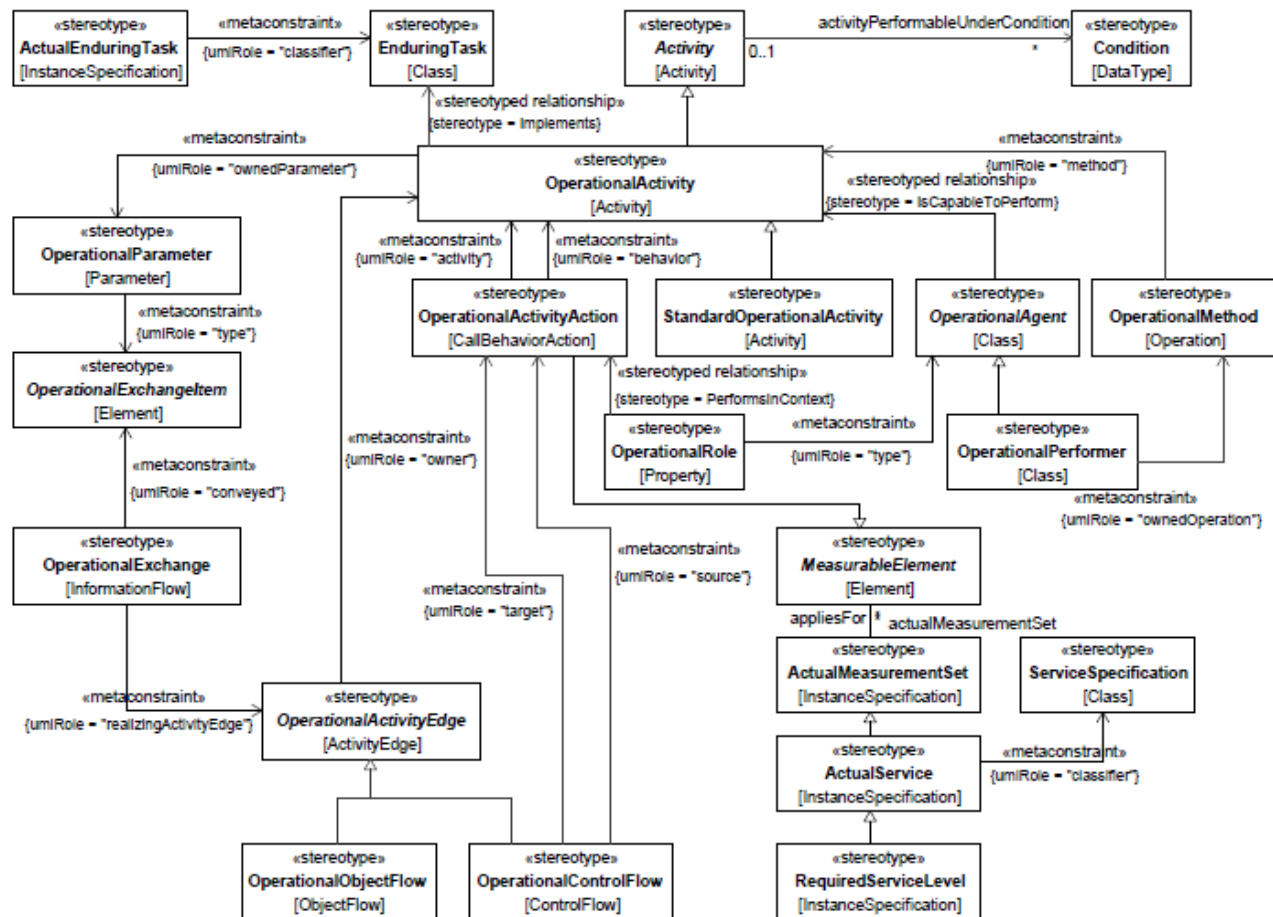 «stereotype»
ActualEnduringTask
[InstanceSpecification]
«metaconstraint»
{umlRole = "classifier"}
«stereotype»
EnduringTask
[Class]
«stereotype»
Activity
[Activity]
activityPerformableUnderCondition
0..1
*
«stereotype»
Condition
[DataType]
«stereotyped relationship»
{stereotype = Implements}
«metaconstraint»
{umlRole = "ownedParameter"}
«stereotype»
OperationalActivity
[Activity]
«metaconstraint»
{umlRole = "method"}
«stereotyped relationship»
{stereotype = IsCapableToPerform}
«stereotype»
OperationalParameter
[Parameter]
«metaconstraint»
{umlRole = "activity"}
«metaconstraint»
{umlRole = "behavior"}
«metaconstraint»
{umlRole = "type"}
«stereotype»
OperationalActivityAction
[CallBehaviorAction]
«stereotype»
StandardOperationalActivity
[Activity]
«stereotype»
OperationalAgent
[Class]
«stereotype»
OperationalMethod
[Operation]
«stereotype»
OperationalExchangeItem
[Element]
«stereotyped relationship»
{stereotype = PerformsInContext}
«metaconstraint»
{umlRole = "conveyed"}
«metaconstraint»
{umlRole = "owner"}
«stereotype»
OperationalRole
[Property]
«metaconstraint»
{umlRole = "type"}
«stereotype»
OperationalPerformer
[Class]
«metaconstraint»
{umlRole = "ownedOperation"}
«stereotype»
OperationalExchange
[InformationFlow]
«metaconstraint»
{umlRole = "target"}
«metaconstraint»
{umlRole = "source"}
«stereotype»
MeasurableElement
[Element]
appliesFor
*
actualMeasurementSet
«stereotype»
ActualMeasurementSet
[InstanceSpecification]
«stereotype»
ServiceSpecification
[Class]
«metaconstraint»
{umlRole = "realizingActivityEdge"}
«stereotype»
OperationalActivityEdge
[ActivityEdge]
«stereotype»
ActualService
[InstanceSpecification]
«metaconstraint»
{umlRole = "classifier"}
«stereotype»
OperationalObjectFlow
[ObjectFlow]
«stereotype»
OperationalControlFlow
[ControlFlow]
«stereotype»
RequiredServiceLevel
[InstanceSpecification]